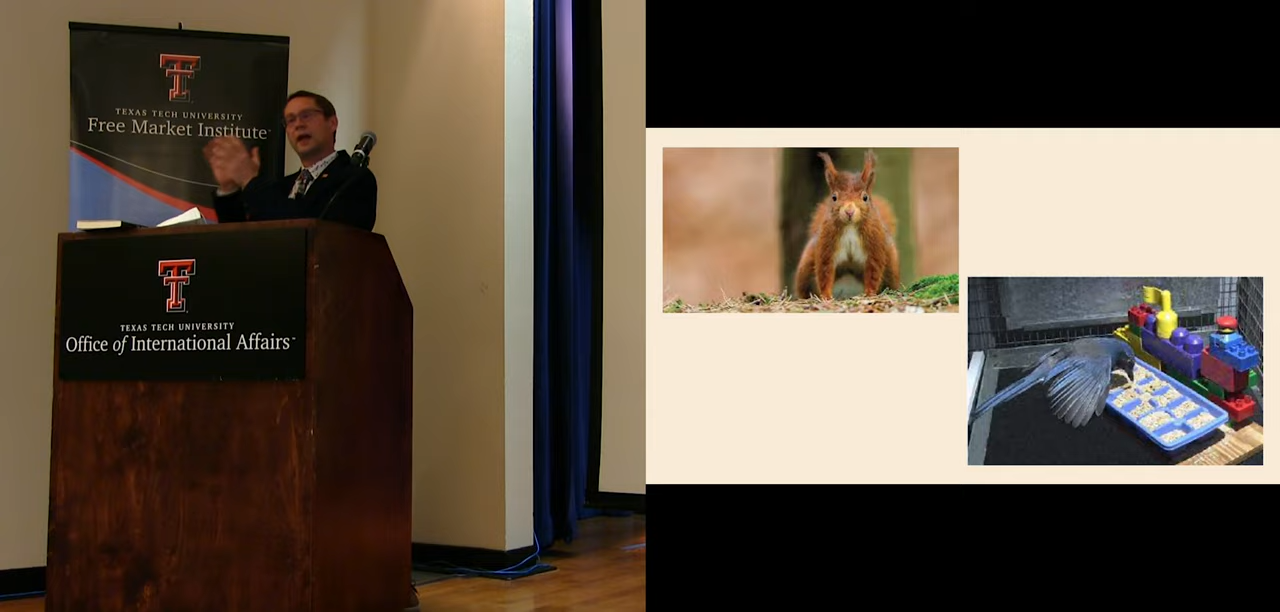 TEXAS TECH UNIVERSITY
Free Market Institute
TEXAS TECH UNIVERSITY
Office of International Affairs